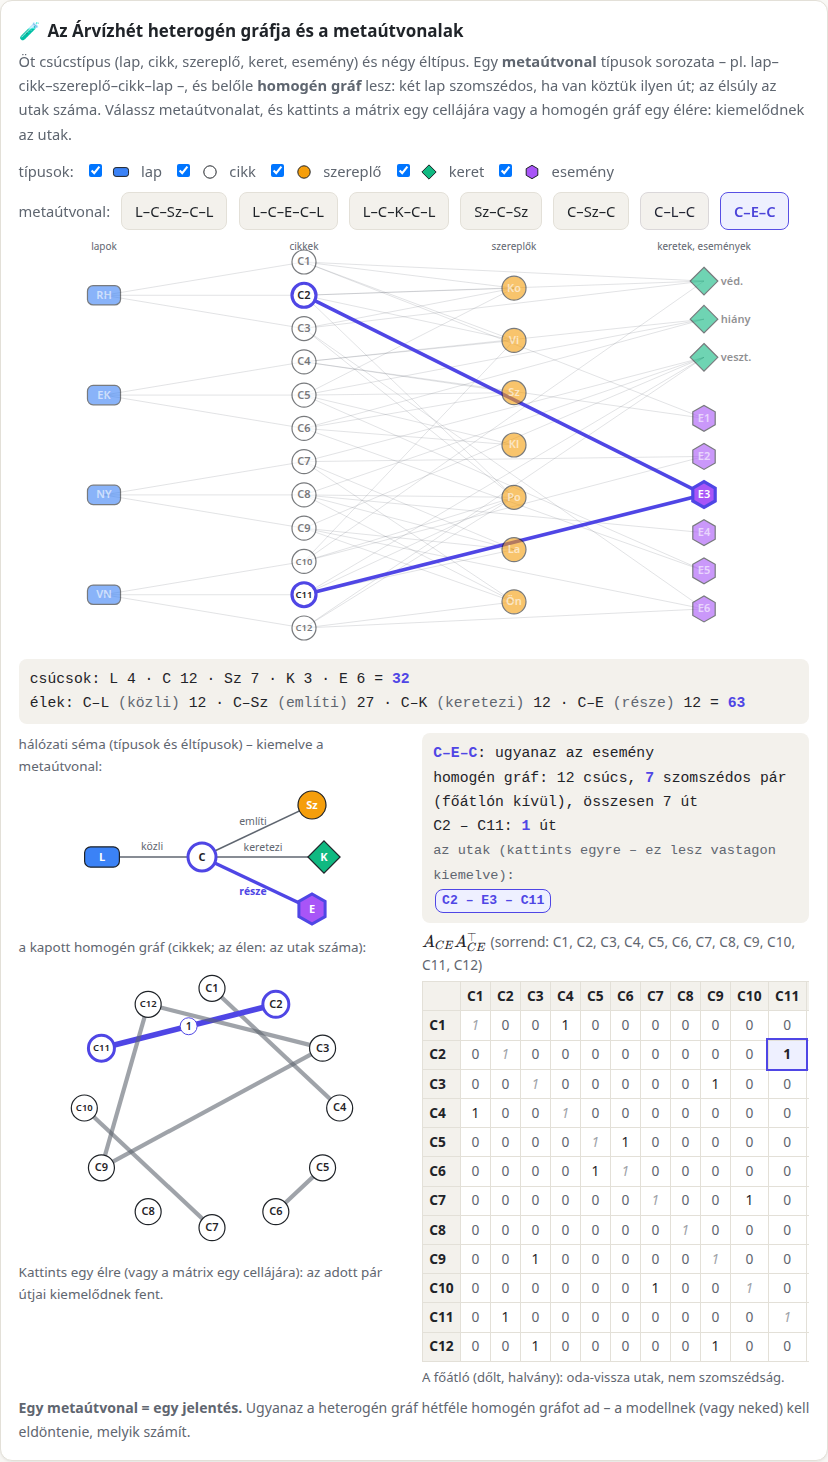 🧪 Az Árvízhét heterogén gráfja és a metaútvonalak
Öt csúcstípus (lap, cikk, szereplő, keret, esemény) és négy éltípus. Egy metaútvonal típusok sorozata – pl. lap–
cikk–szereplő–cikk–lap –, és belőle homogén gráf lesz: két lap szomszédos, ha van köztük ilyen út; az élsúly az
utak száma. Válassz metaútvonalat, és kattints a mátrix egy cellájára vagy a homogén gráf egy élére: kiemelődnek
az utak.
típusok: lap cikk szereplő keret esemény
metaútvonal: L–C–Sz–C–L L–C–E–C–L L–C–K–C–L Sz–C–Sz C–Sz–C C–L–C C–E–C
lapok cikkek szereplők keretek, események
C1
RH C2 Ko véd.
C3 hiány
C4 Vi veszt.
EK C5 Sz
C6 E1
C7 Kl E2
NY C8 Po E3
C9 E4
C10 La E5
VN C11 Ön E6
C12
csúcsok: L 4 · C 12 · Sz 7 · K 3 · E 6 = 32
élek: C–L (közli) 12 · C–Sz (említi) 27 · C–K (keretezi) 12 · C–E (része) 12 = 63
hálózati séma (típusok és éltípusok) – kiemelve a
metaútvonal:
Sz
említi
L közli C keretezi K
része
E
a kapott homogén gráf (cikkek; az élen: az utak száma):
C1
C12 C2
1
C11 C3
C10 C4
C9 C5
C8 C6
C7
Kattints egy élre (vagy a mátrix egy cellájára): az adott pár
útjai kiemelődnek fent.
C–E–C: ugyanaz az esemény
homogén gráf: 12 csúcs, 7 szomszédos pár
(főátlón kívül), összesen 7 út
C2 – C11: 1 út
az utak (kattints egyre – ez lesz vastagon
kiemelve):
C2 – E3 – C11
A_CE A_CE^⊤ (sorrend: C1, C2, C3, C4, C5, C6, C7, C8, C9, C10,
C11, C12)
C1 C2 C3 C4 C5 C6 C7 C8 C9 C10 C11
C1 1 0 0 1 0 0 0 0 0 0 0
C2 0 1 0 0 0 0 0 0 0 0 1
C3 0 0 1 0 0 0 0 0 1 0 0
C4 1 0 0 1 0 0 0 0 0 0 0
C5 0 0 0 0 1 1 0 0 0 0 0
C6 0 0 0 0 1 1 0 0 0 0 0
C7 0 0 0 0 0 0 1 0 0 1 0
C8 0 0 0 0 0 0 0 1 0 0 0
C9 0 0 1 0 0 0 0 0 1 0 0
C10 0 0 0 0 0 0 1 0 0 1 0
C11 0 1 0 0 0 0 0 0 0 0 1
C12 0 0 1 0 0 0 0 0 1 0 0
A főátló (dőlt, halvány): oda-vissza utak, nem szomszédság.
Egy metaútvonal = egy jelentés. Ugyanaz a heterogén gráf hétféle homogén gráfot ad – a modellnek (vagy neked) kell
eldöntenie, melyik számít.